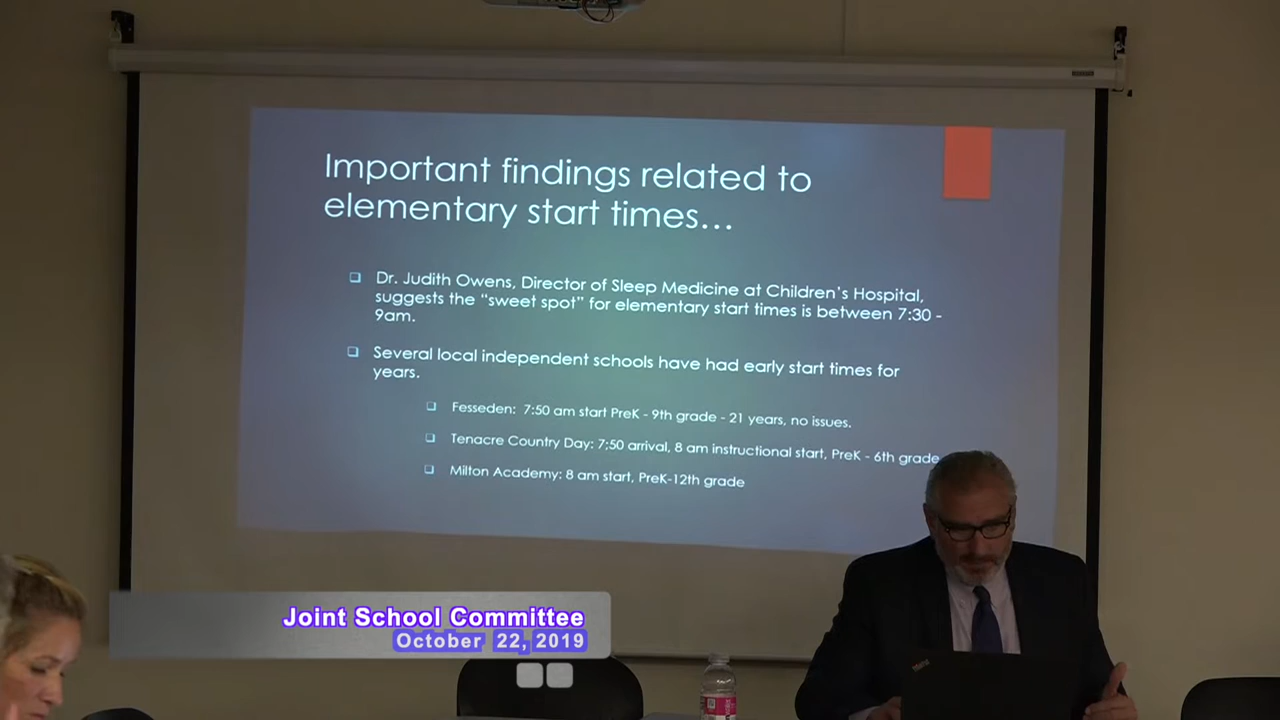 Important findings related to
elementary start times...
Dr. Judith Owens, Director of Sleep Medicine at Children's Hospital,
suggests the "sweet spot" for elementary start times is between 7:30 -
9am.
Several local independent schools have had early start times for
years.
Fesseden: 7:50 am start PreK - 9th grade - 21 years, no issues.
Tenacre Country Day: 7;50 arrival, 8 am instructional start, PreK - 6th grade
Milton Academy: 8 am start, PreK-12th grade
Joint School Committee
October 22, 2019